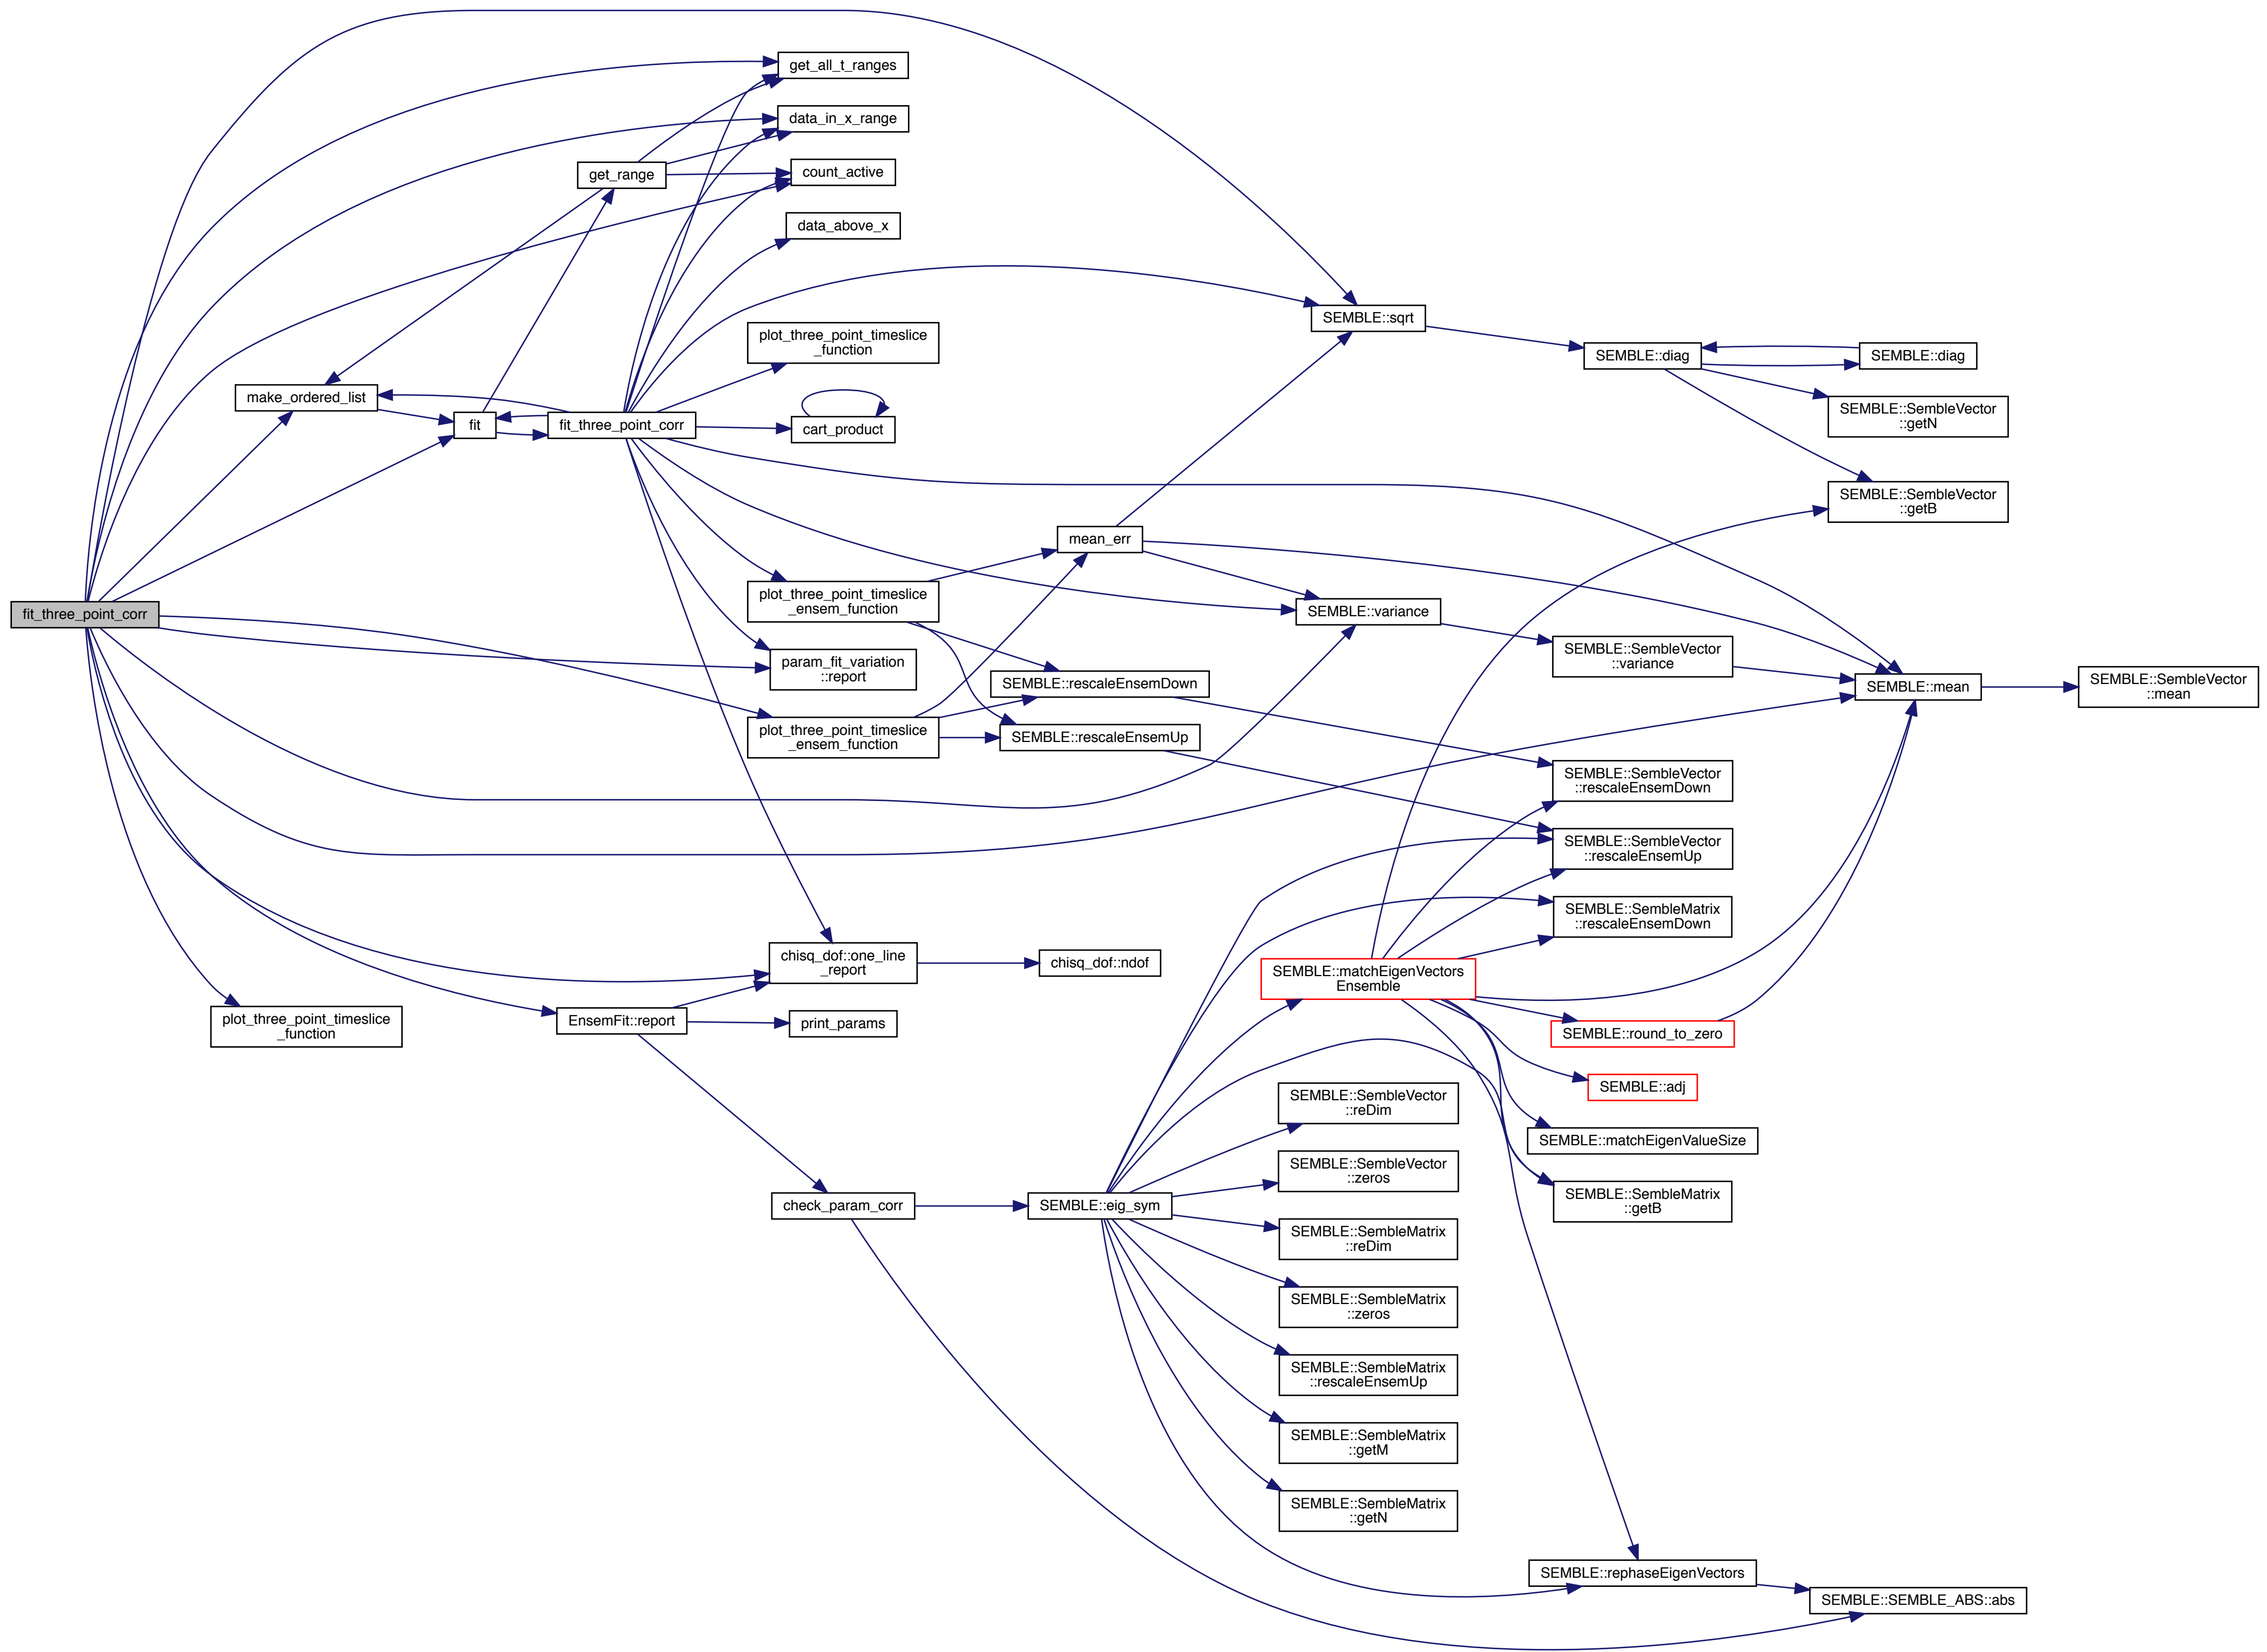 get_all_t_ranges
data_in_x_range
count_active
get_range
data_above_x
SEMBLE::sqrt
plot_three_point_timeslice
_function
SEMBLE::diag
SEMBLE::diag
make_ordered_list
fit
fit_three_point_corr
cart_product
SEMBLE::SembleVector
::getN
SEMBLE::SembleVector
::getB
mean_err
plot_three_point_timeslice
_ensem_function
SEMBLE::variance
fit_three_point_corr
param_fit_variation
::report
SEMBLE::rescaleEnsemDown
SEMBLE::SembleVector
::variance
SEMBLE::mean
SEMBLE::SembleVector
::mean
plot_three_point_timeslice
_ensem_function
SEMBLE::rescaleEnsemUp
SEMBLE::SembleVector
::rescaleEnsemDown
SEMBLE::SembleVector
::rescaleEnsemUp
SEMBLE::SembleMatrix
::rescaleEnsemDown
chisq_dof::one_line
_report
chisq_dof::ndof
SEMBLE::matchEigenVectors
Ensemble
plot_three_point_timeslice
_function
EnsemFit::report
print_params
SEMBLE::round_to_zero
SEMBLE::adj
SEMBLE::SembleVector
::reDim
SEMBLE::matchEigenValueSize
SEMBLE::SembleVector
::zeros
check_param_corr
SEMBLE::eig_sym
SEMBLE::SembleMatrix
::getB
SEMBLE::SembleMatrix
::reDim
SEMBLE::SembleMatrix
::zeros
SEMBLE::SembleMatrix
::rescaleEnsemUp
SEMBLE::SembleMatrix
::getM
SEMBLE::SembleMatrix
::getN
SEMBLE::rephaseEigenVectors
SEMBLE::SEMBLE_ABS::abs